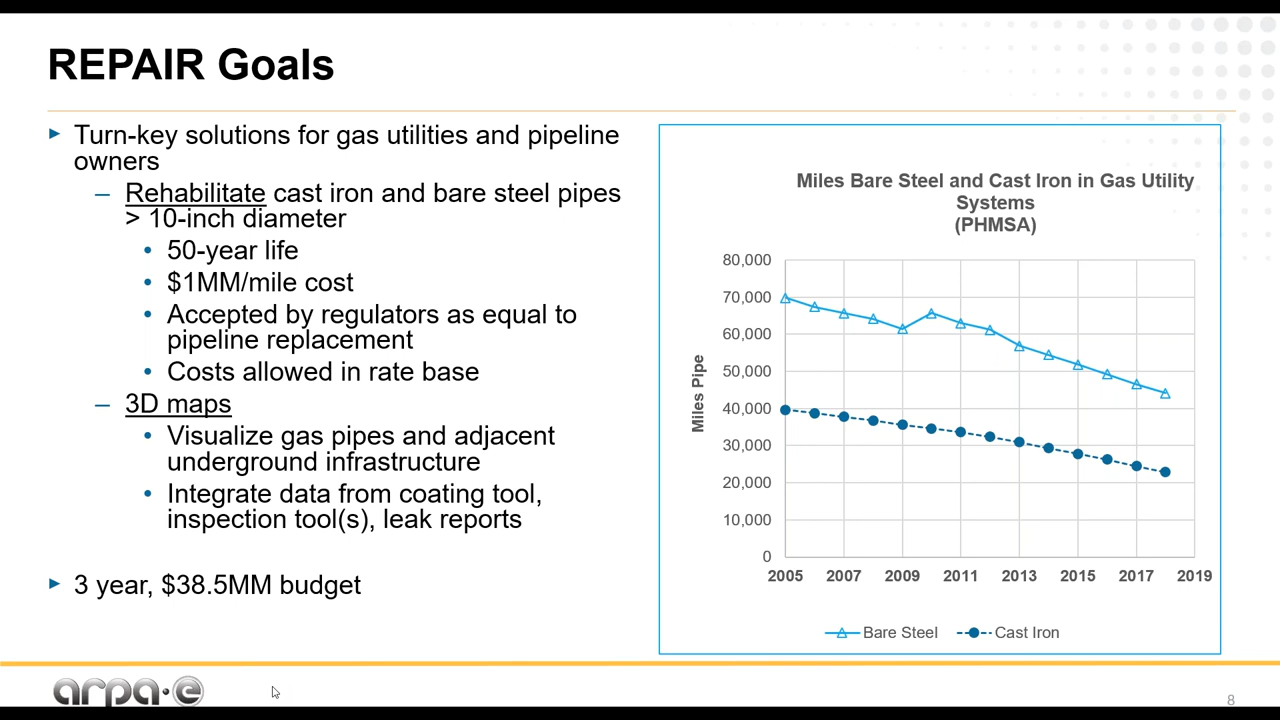 REPAIR Goals
Turn-key solutions for gas utilities and pipeline
owners
– Rehabilitate cast iron and bare steel pipes
> 10-inch diameter
• 50-year life
• $1MM/mile cost
• Accepted by regulators as equal to
pipeline replacement
• Costs allowed in rate base
– 3D maps
• Visualize gas pipes and adjacent
underground infrastructure
• Integrate data from coating tool,
inspection tool(s), leak reports
3 year, $38.5MM budget
Miles Bare Steel and Cast Iron in Gas Utility
Systems
(PHMSA)
Miles Pipe
80,000
70,000
60,000
50,000
40,000
30,000
20,000
10,000
0
2005 2007 2009 2011 2013 2015 2017 2019
Bare Steel Cast Iron
arpa·e
8